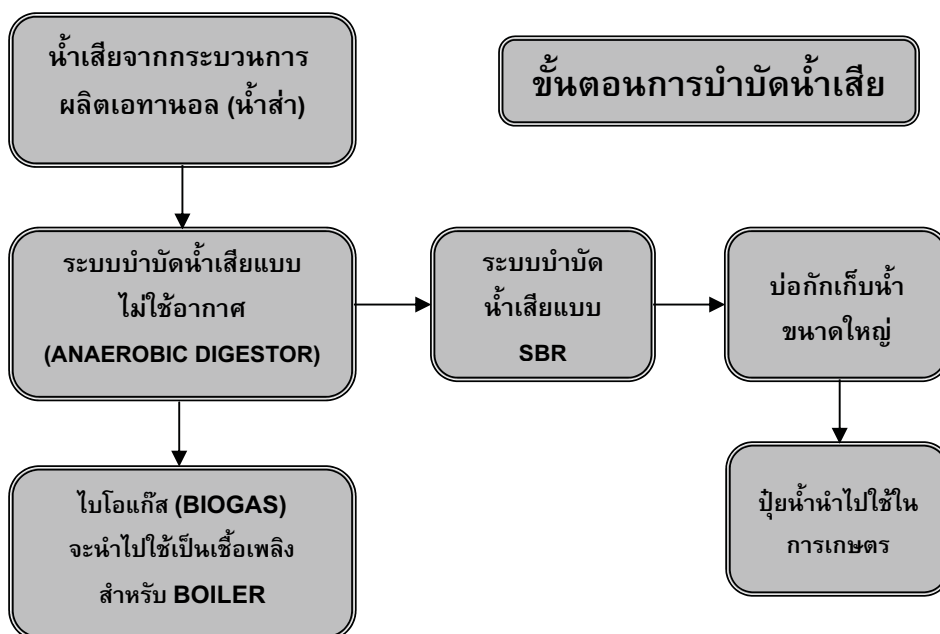 น้ำเสียจากกระบวนการ
ผลิตเอทานอล (น้ำส่า)
ขั้นตอนการบำบัดน้ำเสีย
ระบบบำบัดน้ำเสียแบบ
ไม่ใช้อากาศ
(ANAEROBIC DIGESTOR)
ระบบบำบัด
น้ำเสียแบบ
SBR
บ่อกักเก็บน้ำ
ขนาดใหญ่
ไบโอแก๊ส (BIOGAS)
จะนำไปใช้เป็นเชื้อเพลิง
สำหรับ BOILER
ปุ๋ยน้ำนำไปใช้ใน
การเกษตร